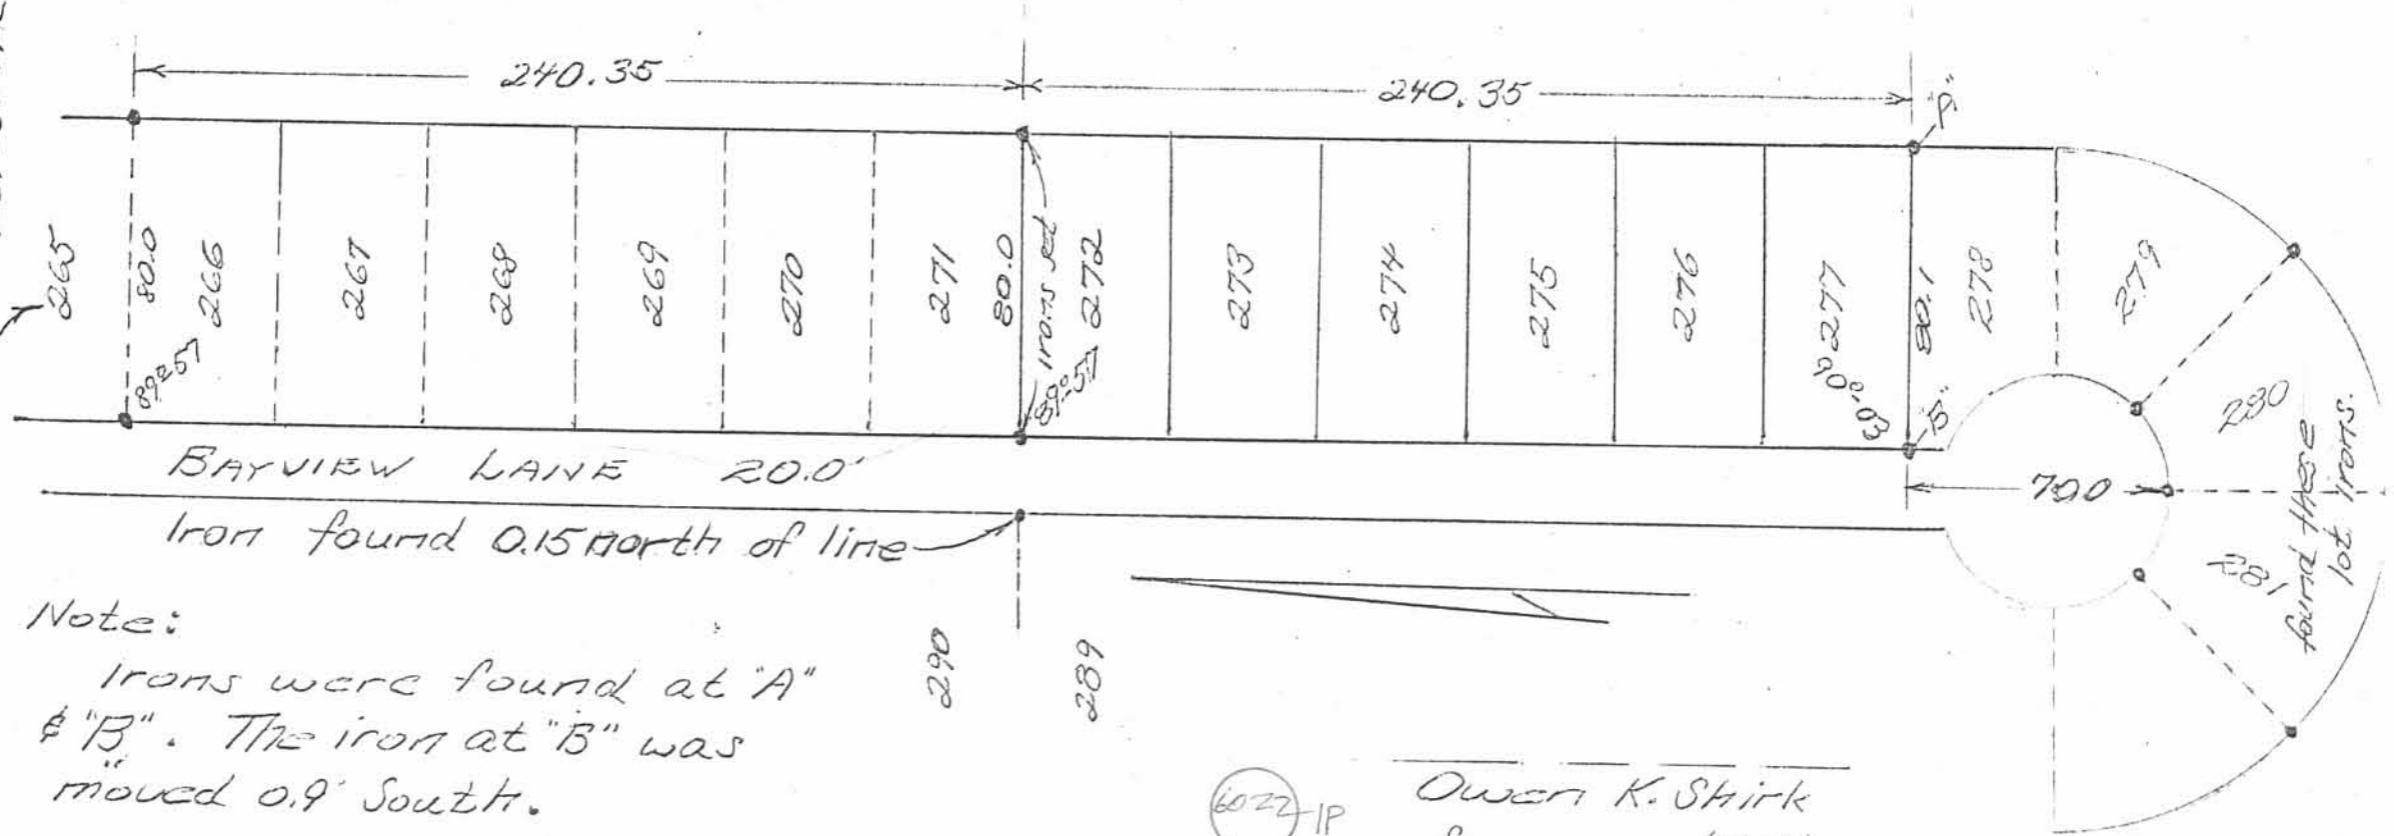 240.35
240.35
"A"
265
80.0
266
267
268
269
270
271
80.0
irons set
272
273
274
275
276
277
80.1
278
279
280
281
89°57
89°57
90°03
"B"
BAYVIEW LANE 20.0'
70.0
found these
lot irons.
Iron found 0.15 north of line
290
289
Note:
Irons were found at "A"
& "B". The iron at "B" was
moved 0.9' South.
6022-1P
Owen K. Shirk